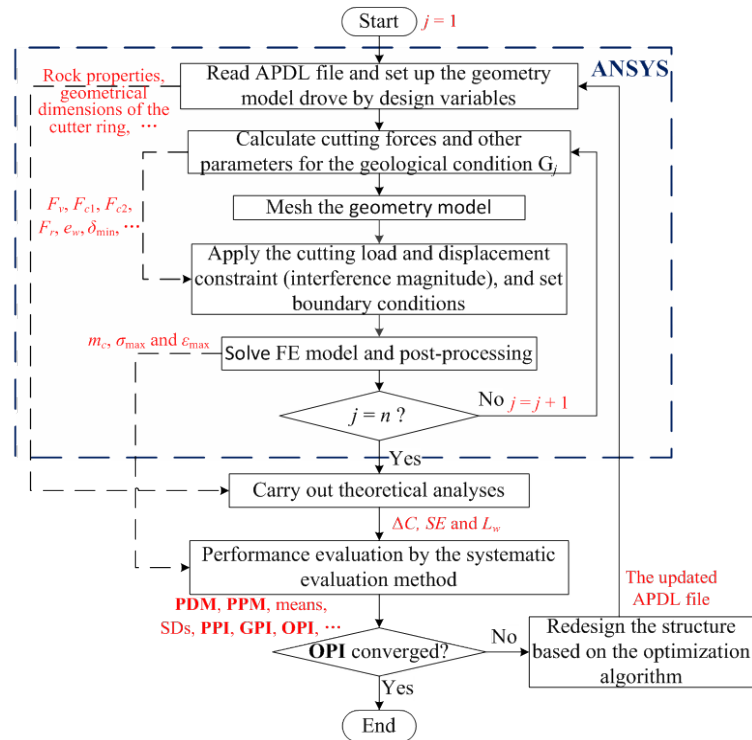 Start
j = 1
ANSYS
Rock properties,
geometrical
dimensions of the
cutter ring, ⋯
Read APDL file and set up the geometry
model drove by design variables
Calculate cutting forces and other
parameters for the geological condition Gj
Fv, Fc1, Fc2,
Fr, ew, δmin, ⋯
Mesh the geometry model
Apply the cutting load and displacement
constraint (interference magnitude), and set
boundary conditions
mc, σmax and εmax
Solve FE model and post-processing
j = n ?
No
j = j + 1
Yes
Carry out theoretical analyses
ΔC, SE and Lw
Performance evaluation by the systematic
evaluation method
PDM, PPM, means,
SDs, PPI, GPI, OPI, ⋯
The updated
APDL file
OPI converged?
No
Redesign the structure
based on the optimization
algorithm
Yes
End